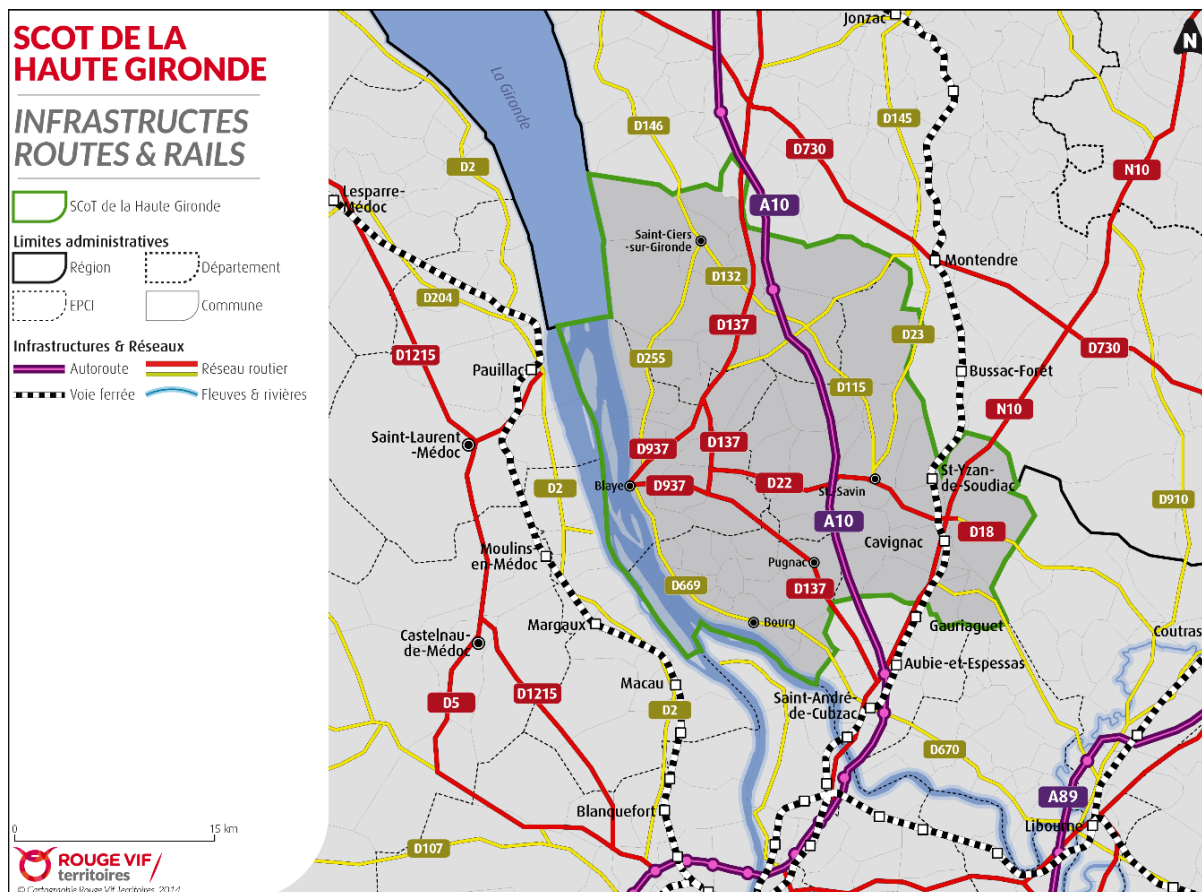 SCOT DE LA
HAUTE GIRONDE
INFRASTRUCTES
ROUTES & RAILS
SCoT de la Haute Gironde
Limites administratives
Région
Département
EPCI
Commune
Infrastructures & Réseaux
Autoroute
Réseau routier
Voie ferrée
Fleuves & rivières
0
15 km
ROUGE VIF
territoires
© Cartographie Rouge Vif Territoires, 2014
Jonzac
N
La Gironde
D146
D145
D730
D2
N10
Lesparre-
Médoc
A10
Saint-Ciers
-sur-Gironde
Montendre
D132
D204
D137
D23
D1215
D255
D730
Pauillac
Bussac-Forêt
D115
N10
Saint-Laurent
-Médoc
D937
D137
Blaye
D937
D22
St-Savin
St-Yzan-
de-Soudiac
D2
D910
A10
D18
Cavignac
Moulins-
en-Médoc
Pugnac
D669
D137
Margaux
Bourg
Gauriaguet
Coutras
Castelnau-
de-Médoc
Aubie-et-Espessas
Macau
D5
D1215
D2
Saint-André-
de-Cubzac
D670
A89
Blanquefort
Libourne
D107